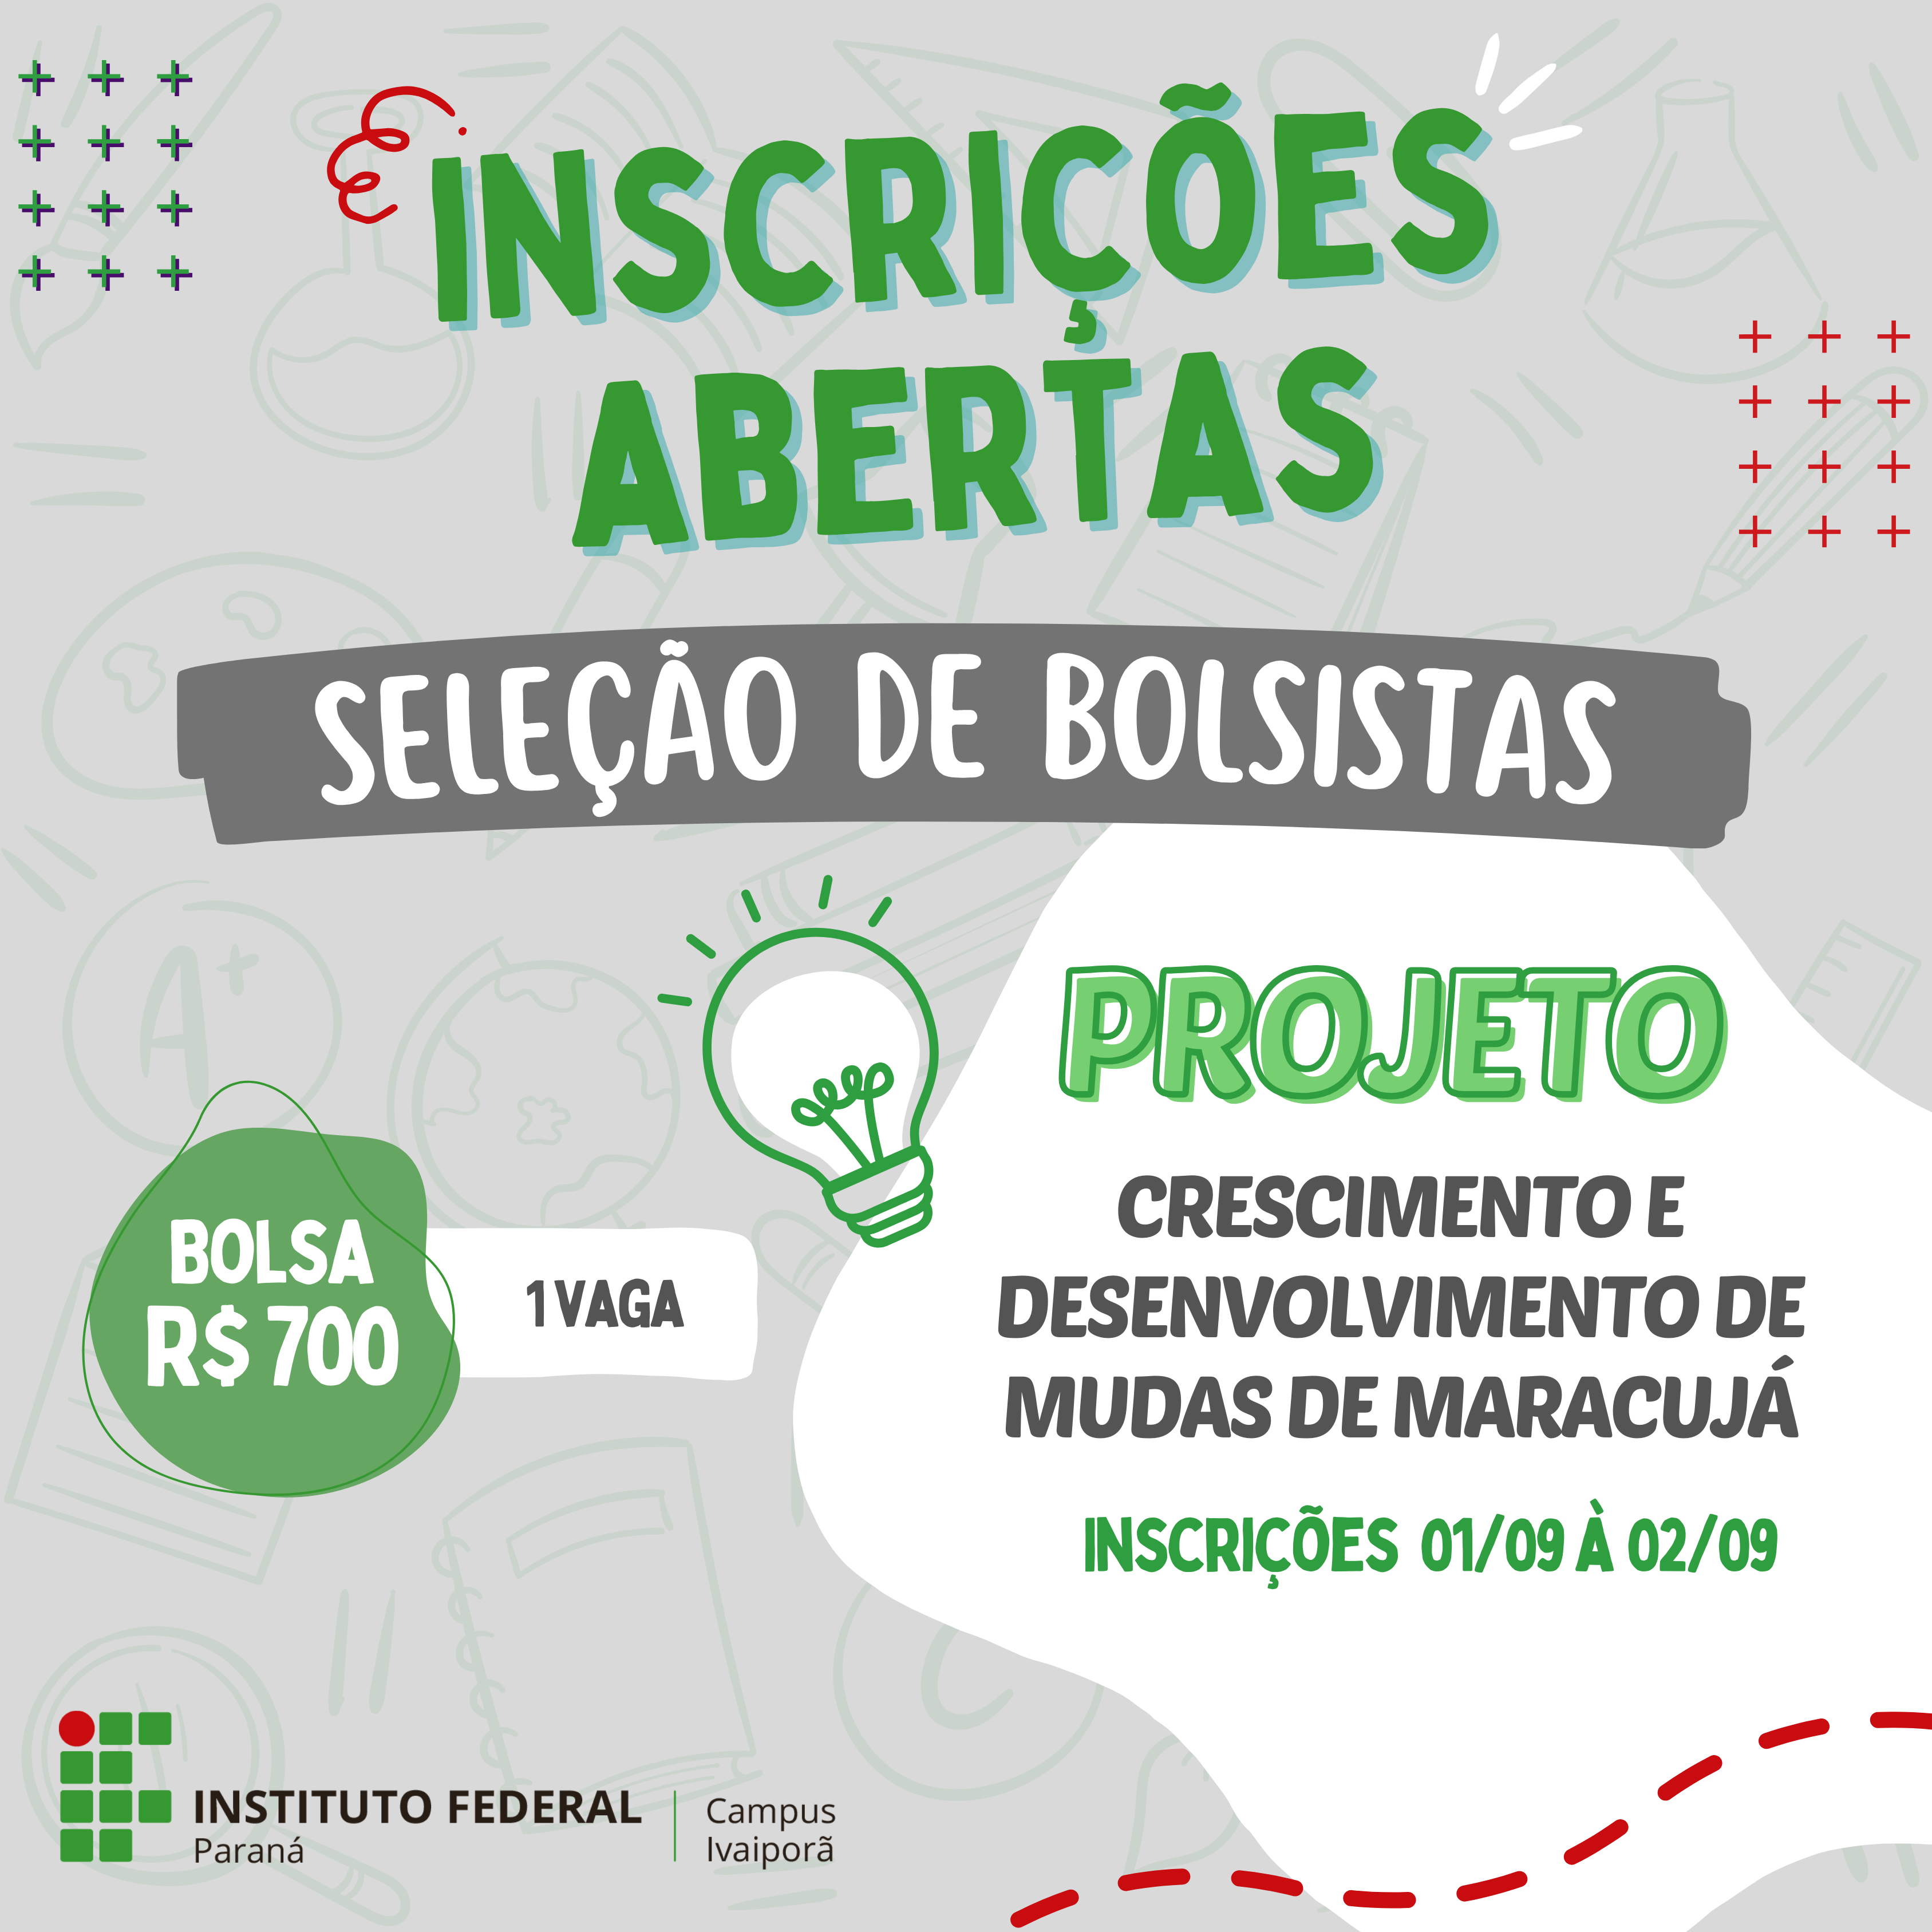 INSCRIÇÕES
ABERTAS
SELEÇÃO DE BOLSISTAS
PROJETO
CRESCIMENTO E
DESENVOLVIMENTO DE
MUDAS DE MARACUJÁ
INSCRIÇÕES 01/09 À 02/09
BOLSA
R$ 700
1 VAGA
A+
INSTITUTO FEDERAL
Paraná
Campus
Ivaiporã